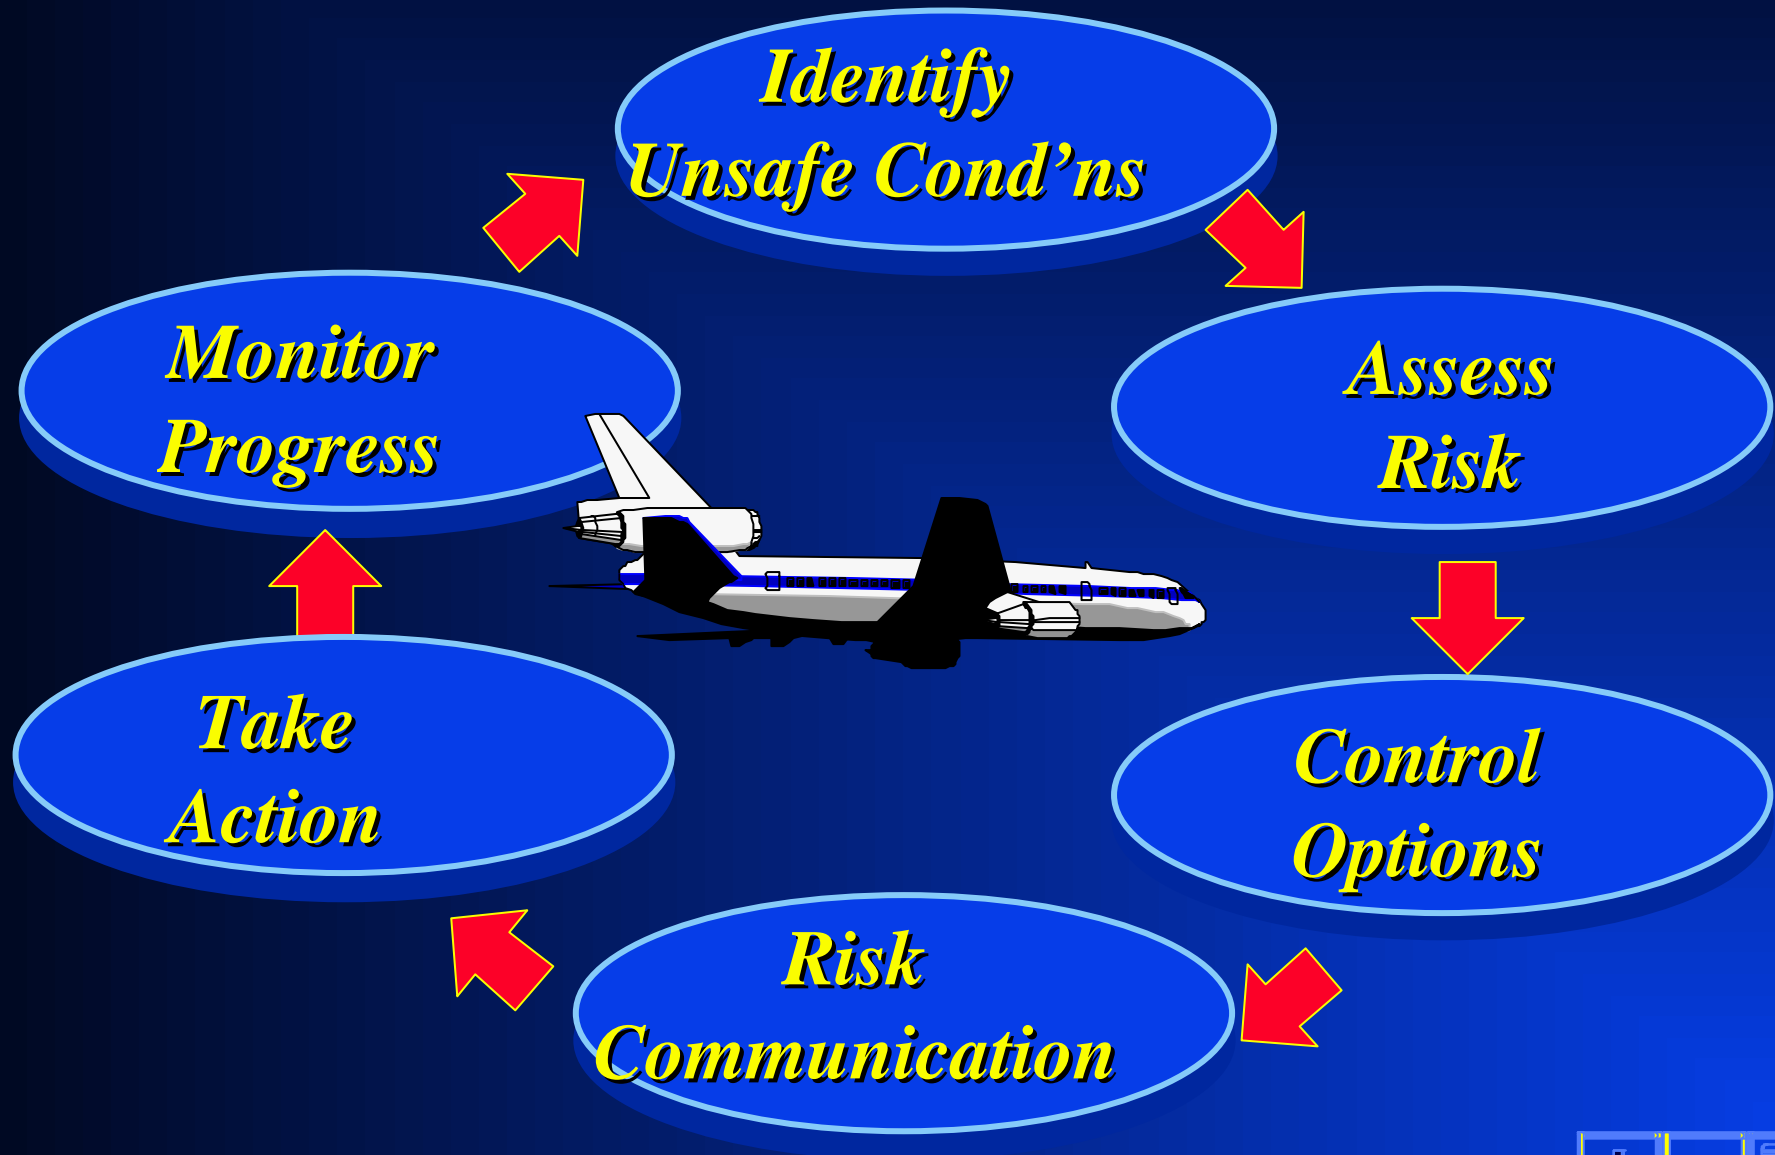 Identify
Unsafe Cond’ns
Assess
Risk
Control
Options
Risk
Communication
Take
Action
Monitor
Progress